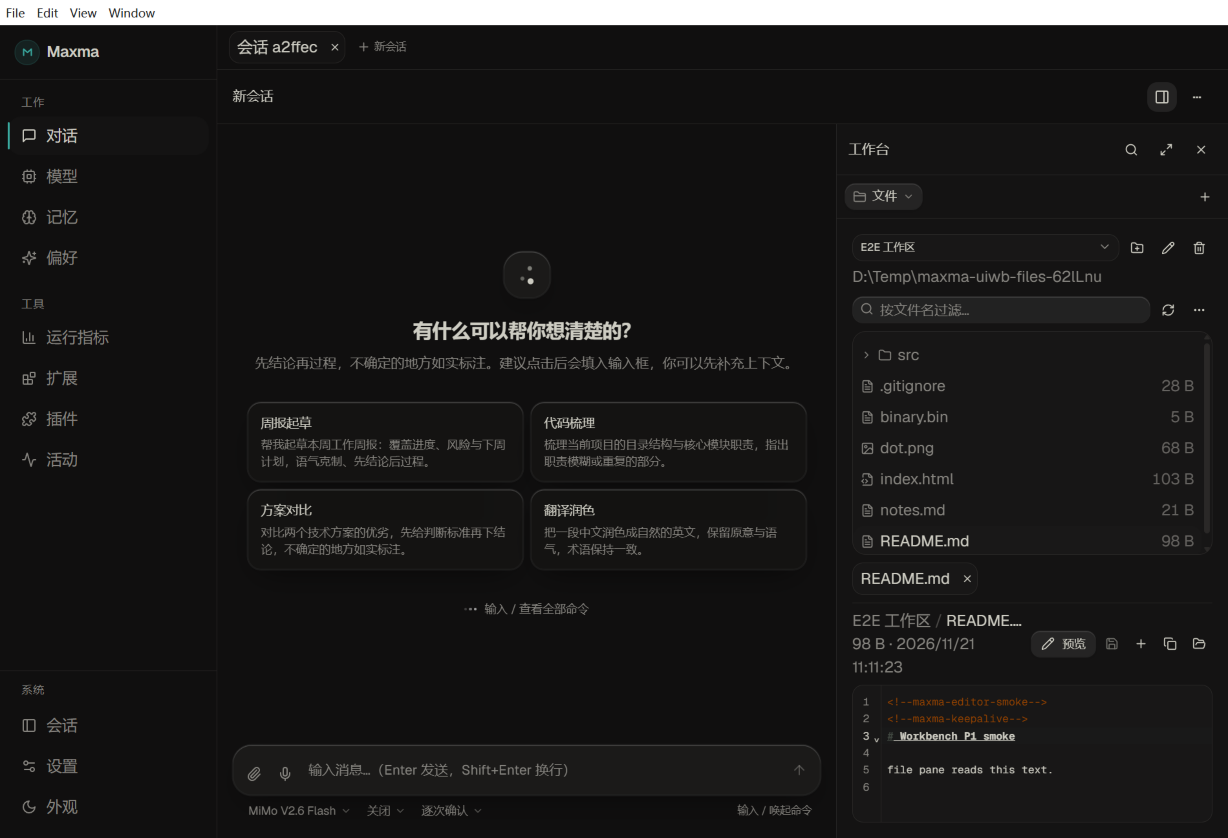 File Edit View Window
M Maxma
会话 a2ffec × + 新会话
工作
对话
模型
记忆
偏好
工具
运行指标
扩展
插件
活动
系统
会话
设置
外观
新会话
有什么可以帮你想清楚的?
先结论再过程，不确定的地方如实标注。建议点击后会填入输入框，你可以先补充上下文。
周报起草
帮我起草本周工作周报：覆盖进度、风险与下周
计划，语气克制、先结论后过程。
代码梳理
梳理当前项目的目录结构与核心模块职责，指出
职责模糊或重复的部分。
方案对比
对比两个技术方案的优劣，先给判断标准再下结
论，不确定的地方如实标注。
翻译润色
把一段中文润色成自然的英文，保留原意与语
气，术语保持一致。
输入 / 查看全部命令
输入消息...（Enter 发送，Shift+Enter 换行）
MiMo V2.6 Flash 关闭 逐次确认 输入 / 唤起命令
工作台
文件
E2E 工作区
D:\Temp\maxma-uiwb-files-62lLnu
按文件名过滤...
src
.gitignore 28 B
binary.bin 5 B
dot.png 68 B
index.html 103 B
notes.md 21 B
README.md 98 B
README.md ×
E2E 工作区 / README....
98 B · 2026/11/21
11:11:23
预览
1 <!--maxma-editor-smoke-->
2 <!--maxma-keepalive-->
3 # Workbench P1 smoke
4
5 file pane reads this text.
6